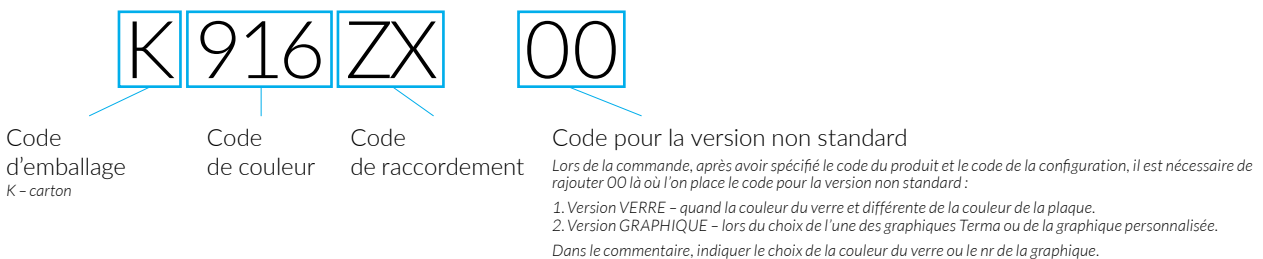 K 916 ZX 00
Code
d’emballage
K – carton
Code
de couleur
Code
de raccordement
Code pour la version non standard
Lors de la commande, après avoir spécifié le code du produit et le code de la configuration, il est nécessaire de
rajouter 00 là où l’on place le code pour la version non standard :
1. Version VERRE – quand la couleur du verre et différente de la couleur de la plaque.
2. Version GRAPHIQUE – lors du choix de l’une des graphiques Terma ou de la graphique personnalisée.
Dans le commentaire, indiquer le choix de la couleur du verre ou le nr de la graphique.